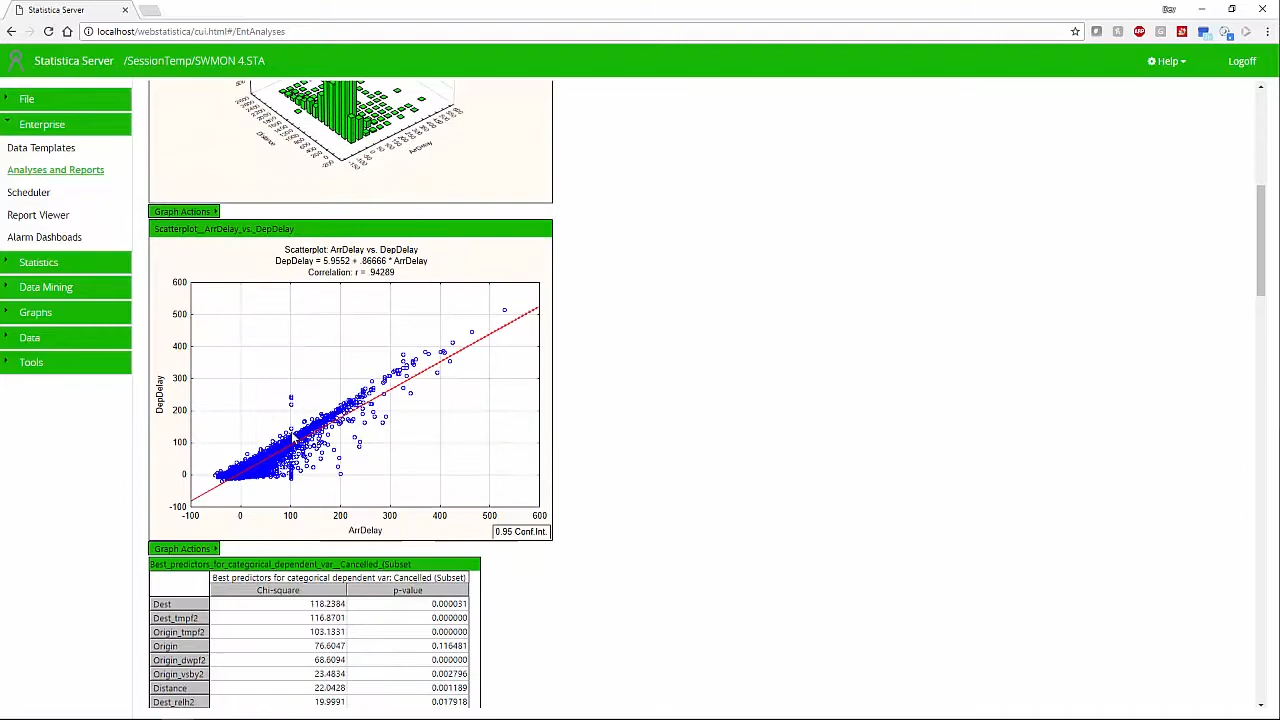 Statistica Server
Dev
localhost/webstatistica/cui.html#/EntAnalyses
Statistica Server /SessionTemp/SWMON 4.STA
Help
Logoff
File
Enterprise
Data Templates
Analyses and Reports
Scheduler
Report Viewer
Alarm Dashboards
Statistics
Data Mining
Graphs
Data
Tools
Distance
ArrDelay
Graph Actions
Scatterplot__ArrDelay_vs._DepDelay
Scatterplot: ArrDelay vs. DepDelay
DepDelay = 5.9552 + .86666 * ArrDelay
Correlation: r = .94289
600
500
400
300
200
100
0
-100
DepDelay
-100 0 100 200 300 400 500 600
ArrDelay
0.95 Conf.Int.
Graph Actions
Best_predictors_for_categorical_dependent_var__Cancelled_(Subset
Best predictors for categorical dependent var: Cancelled (Subset)
Chi-square p-value
Dest 118.2384 0.000031
Dest_tmpf2 116.8701 0.000000
Origin_tmpf2 103.1331 0.000000
Origin 76.6047 0.116481
Origin_dwpf2 68.6094 0.000000
Origin_vsby2 23.4834 0.002796
Distance 22.0428 0.001189
Dest_relh2 19.9991 0.017918